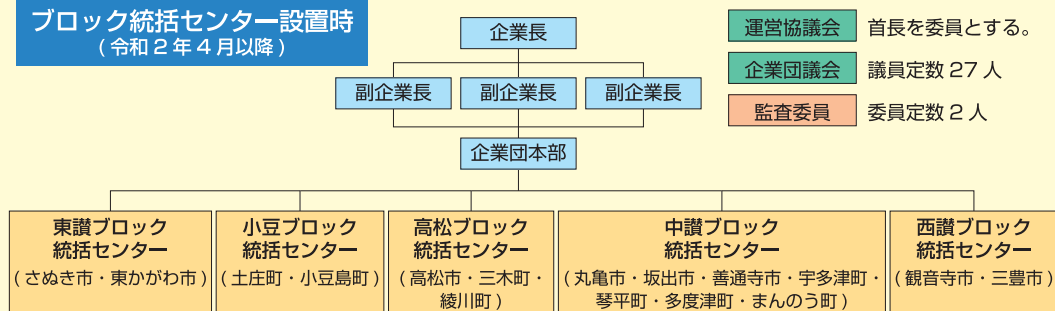 ブロック統括センター設置時
(令和2年4月以降)
企業長
副企業長
副企業長
副企業長
企業団本部
運営協議会 首長を委員とする。
企業団議会 議員定数 27 人
監査委員 委員定数 2 人
東讃ブロック
統括センター
(さぬき市・東かがわ市)
小豆ブロック
統括センター
(土庄町・小豆島町)
高松ブロック
統括センター
(高松市・三木町・
綾川町)
中讃ブロック
統括センター
(丸亀市・坂出市・善通寺市・宇多津町・
琴平町・多度津町・まんのう町)
西讃ブロック
統括センター
(観音寺市・三豊市)